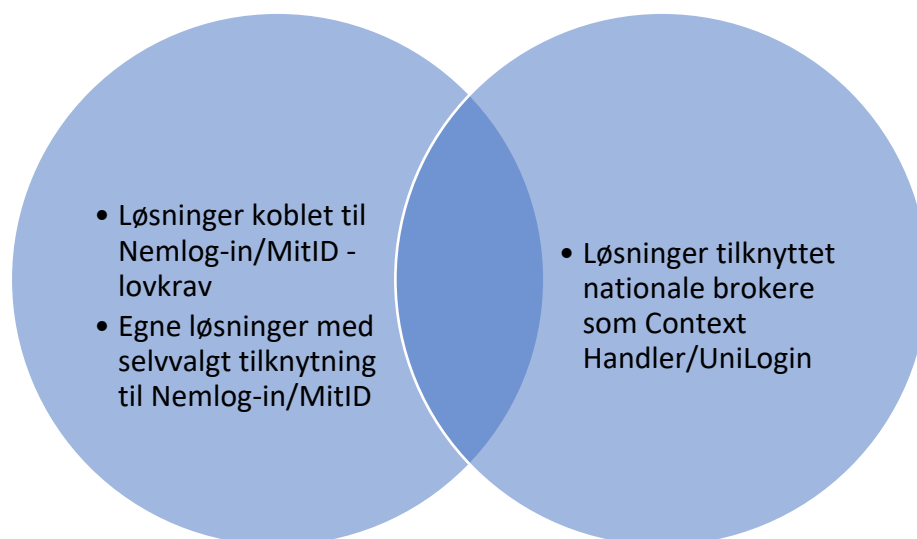 • Løsninger koblet til
Nemlog-in/MitID -
lovkrav
• Egne løsninger med
selvvalgt tilknytning
til Nemlog-in/MitID
• Løsninger tilknyttet
nationale brokere
som Context
Handler/UniLogin